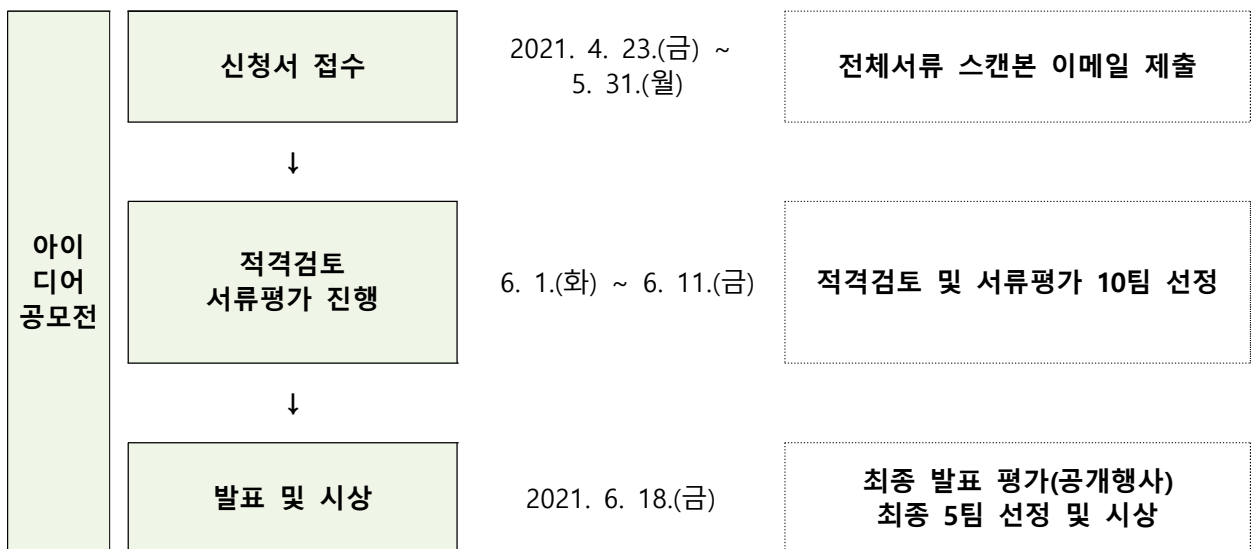 아이
디어
공모전
신청서 접수
2021. 4. 23.(금) ~
5. 31.(월)
전체서류 스캔본 이메일 제출
↓
적격검토
서류평가 진행
6. 1.(화) ~ 6. 11.(금)
적격검토 및 서류평가 10팀 선정
↓
발표 및 시상
2021. 6. 18.(금)
최종 발표 평가(공개행사)
최종 5팀 선정 및 시상